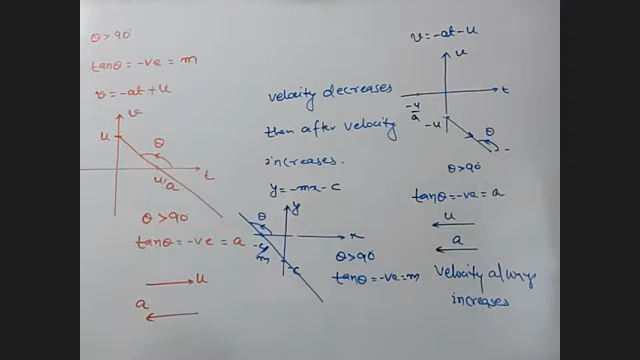 θ > 90°
tanθ = -ve = m
v = -at + u
v
u
θ
t
u/a
θ > 90°
tanθ = -ve = a
u
a
velocity decreases
then after velocity
increases.
y = -mx - c
y
θ
x
-c/m
-c
θ > 90°
tanθ = -ve = m
v = -at - u
u
t
-u/a
-u
θ
θ > 90°
tanθ = -ve = a
u
a
velocity always
increases